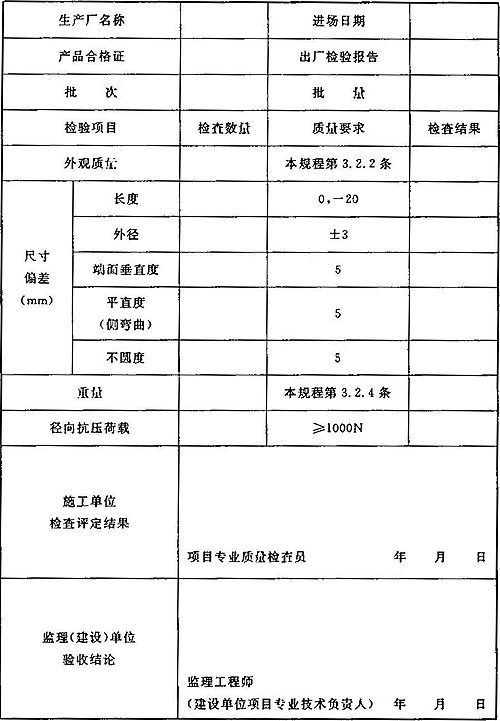 生产厂名称 进场日期
产品合格证 出厂检验报告
批 次 批 量
检验项目 检查数量 质量要求 检查结果
外观质量 本规程第3.2.2条
尺寸
偏差
(mm)
长度 0,-20
外径 ±3
端面垂直度 5
平直度
(侧弯曲)
5
不圆度 5
重量 本规程第3.2.4条
径向抗压荷载 ≥1000N
施工单位
检查评定结果
项目专业质量检查员 年 月 日
监理(建设)单位
验收结论
监理工程师
(建设单位项目专业技术负责人) 年 月 日